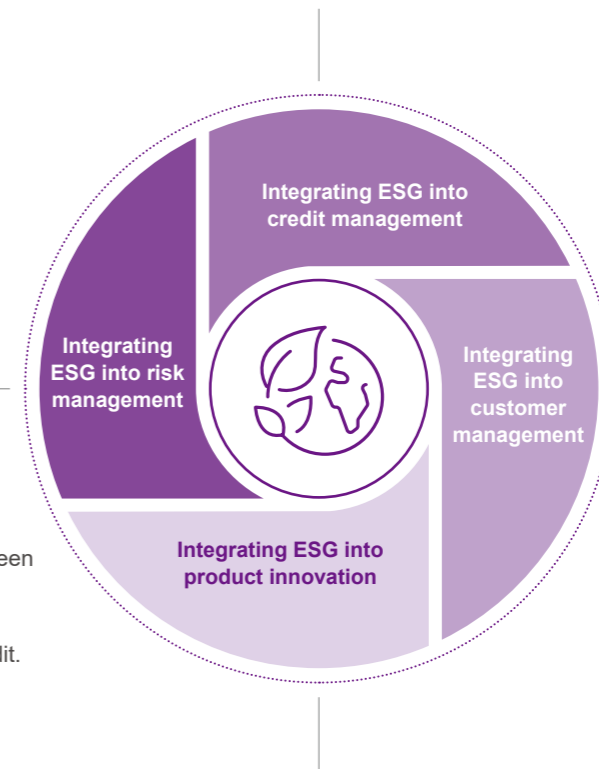 Integrating ESG into
credit management
Integrating
ESG into risk
management
Integrating
ESG into
customer
management
Integrating ESG into
product innovation
een
lit.